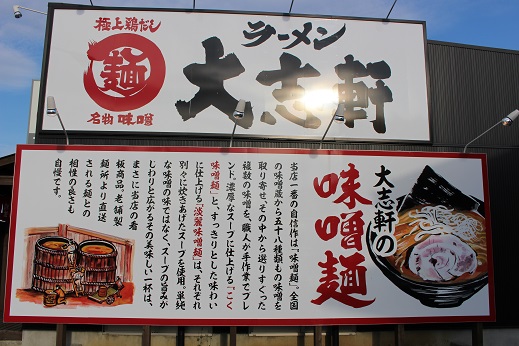 極上鶏だし
麺
名物 味噌
ラーメン
大志軒
大志軒の
味噌麺
当店一番の自信作は「味噌麺」。全国
の味噌蔵から五十八種類もの味噌を
取り寄せ、その中から選りすぐった
複数の味噌を、職人が手作業でブレ
ンド。濃厚なスープに仕上げる「こく
味噌麺」と、すっきりとした味わい
に仕上げる「淡麗味噌麺」は、それぞれ
別々に炊きあげたスープを使用。単純
な味噌の味ではなく、スープの旨みが
じわりと広がるその美味しい一杯は、
まさに当店の看
板商品。老舗製
麺所より直送
される麺との
相性の良さも
自慢です。